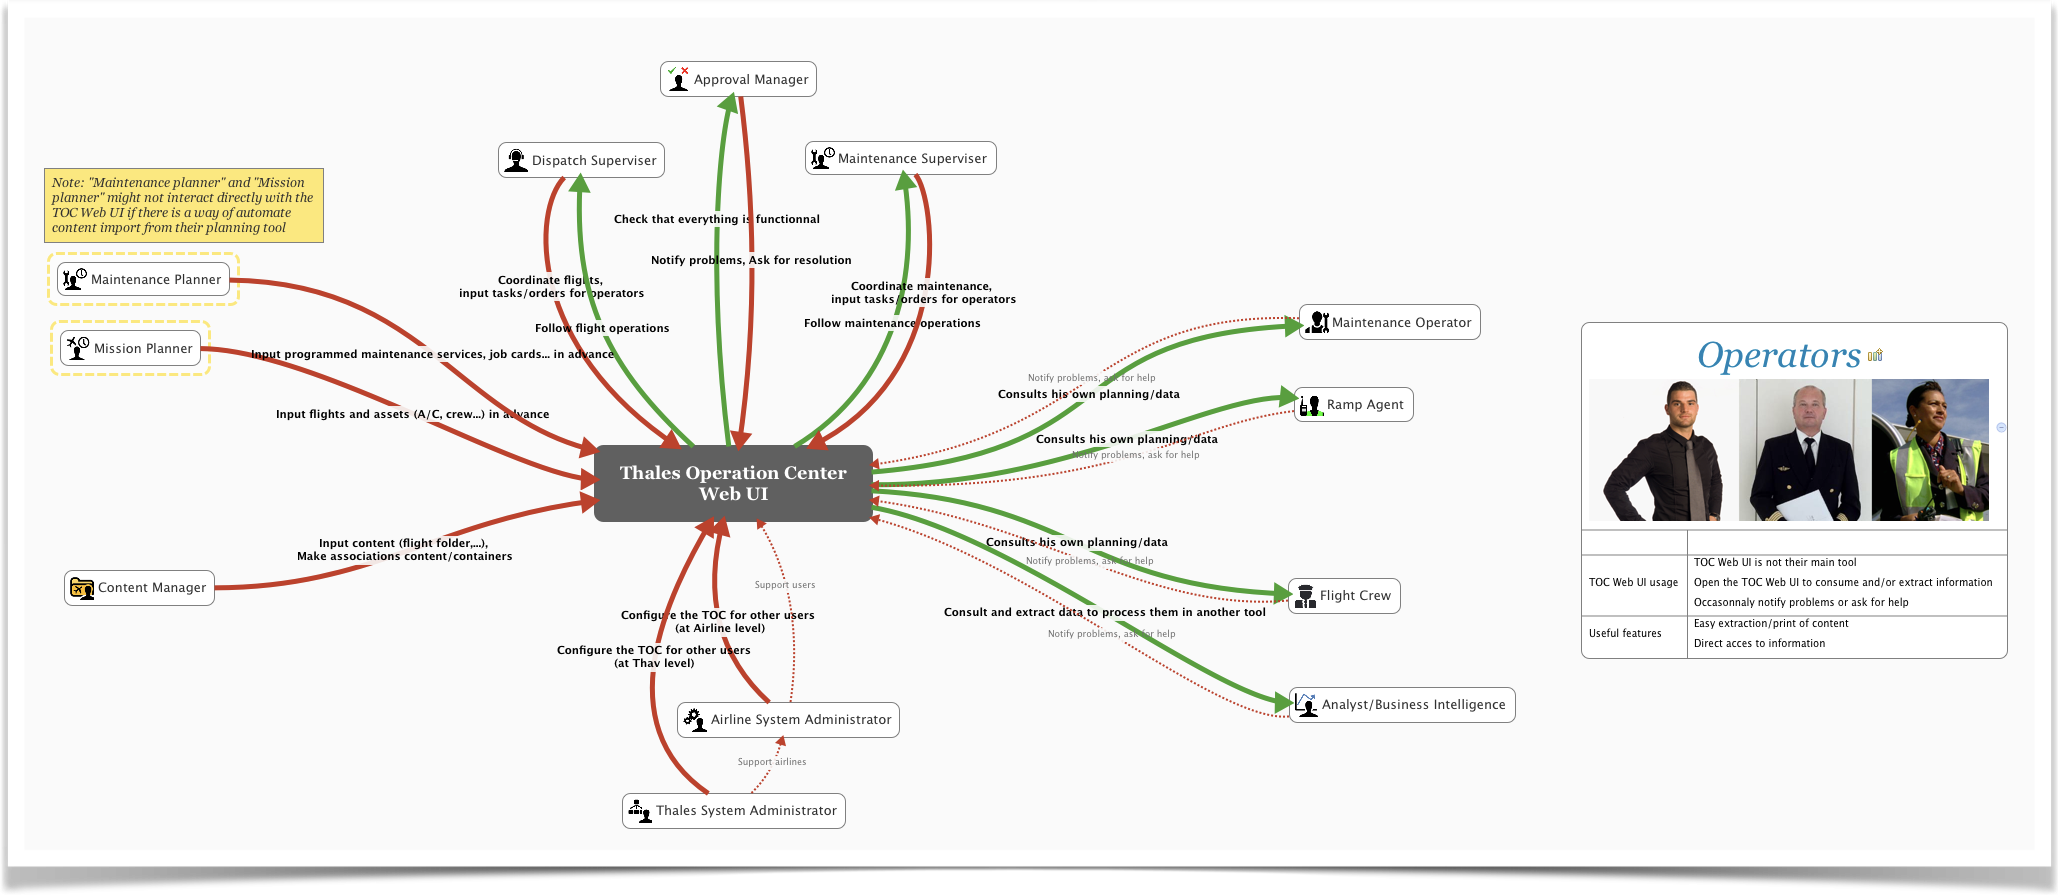 Approval Manager
Dispatch Superviser
Maintenance Superviser
Note: "Maintenance planner" and "Mission
planner" might not interact directly with the
TOC Web UI if there is a way of automate
content import from their planning tool
Check that everything is functionnal
Notify problems, Ask for resolution
Maintenance Planner
Coordinate flights,
input tasks/orders for operators
Coordinate maintenance,
input tasks/orders for operators
Follow flight operations
Follow maintenance operations
Mission Planner
Input programmed maintenance services, job cards... in advance
Input flights and assets (A/C, crew...) in advance
Maintenance Operator
Notify problems, ask for help
Consults his own planning/data
Ramp Agent
Consults his own planning/data
Notify problems, ask for help
Thales Operation Center
Web UI
Input content (flight folder,...),
Make associations content/containers
Content Manager
Consults his own planning/data
Notify problems, ask for help
Flight Crew
Support users
Configure the TOC for other users
(at Airline level)
Configure the TOC for other users
(at Thav level)
Consult and extract data to process them in another tool
Notify problems, ask for help
Analyst/Business Intelligence
Airline System Administrator
Support airlines
Thales System Administrator
Operators
TOC Web UI usage
TOC Web UI is not their main tool
Open the TOC Web UI to consume and/or extract information
Occasonnaly notify problems or ask for help
Useful features
Easy extraction/print of content
Direct acces to information